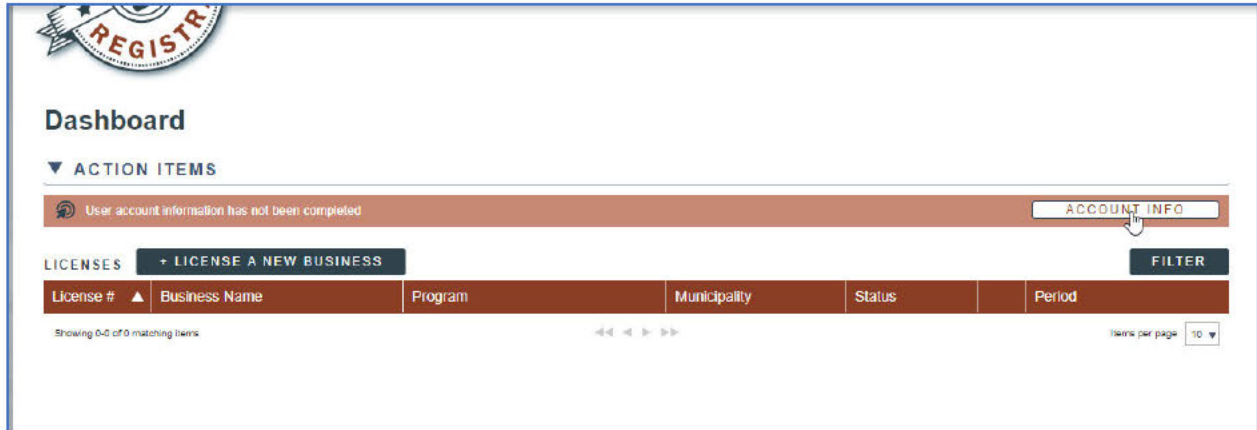 REGISTR
Dashboard
▼ ACTION ITEMS
User account information has not been completed
ACCOUNT INFO
LICENSES + LICENSE A NEW BUSINESS FILTER
License # ▲ Business Name Program Municipality Status Period
Showing 0-0 of 0 matching items Items per page 10